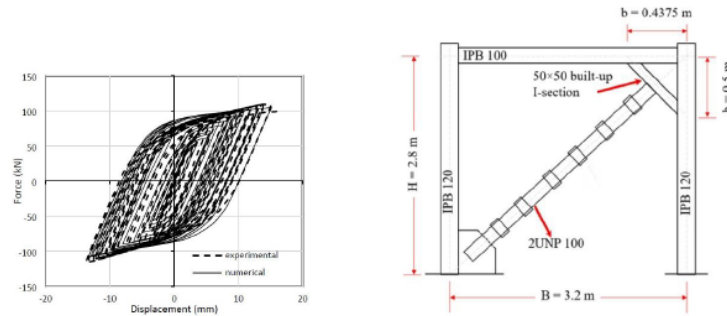 150
100
50
0
-50
-100
-150
Force (kN)
experimental
numerical
-20 -10 0 10 20
Displacement (mm)
b = 0.4375 m
IPB 100
50×50 built-up
I-section
H = 2.8 m
IPB 120
IPB 120
2UNP 100
B = 3.2 m